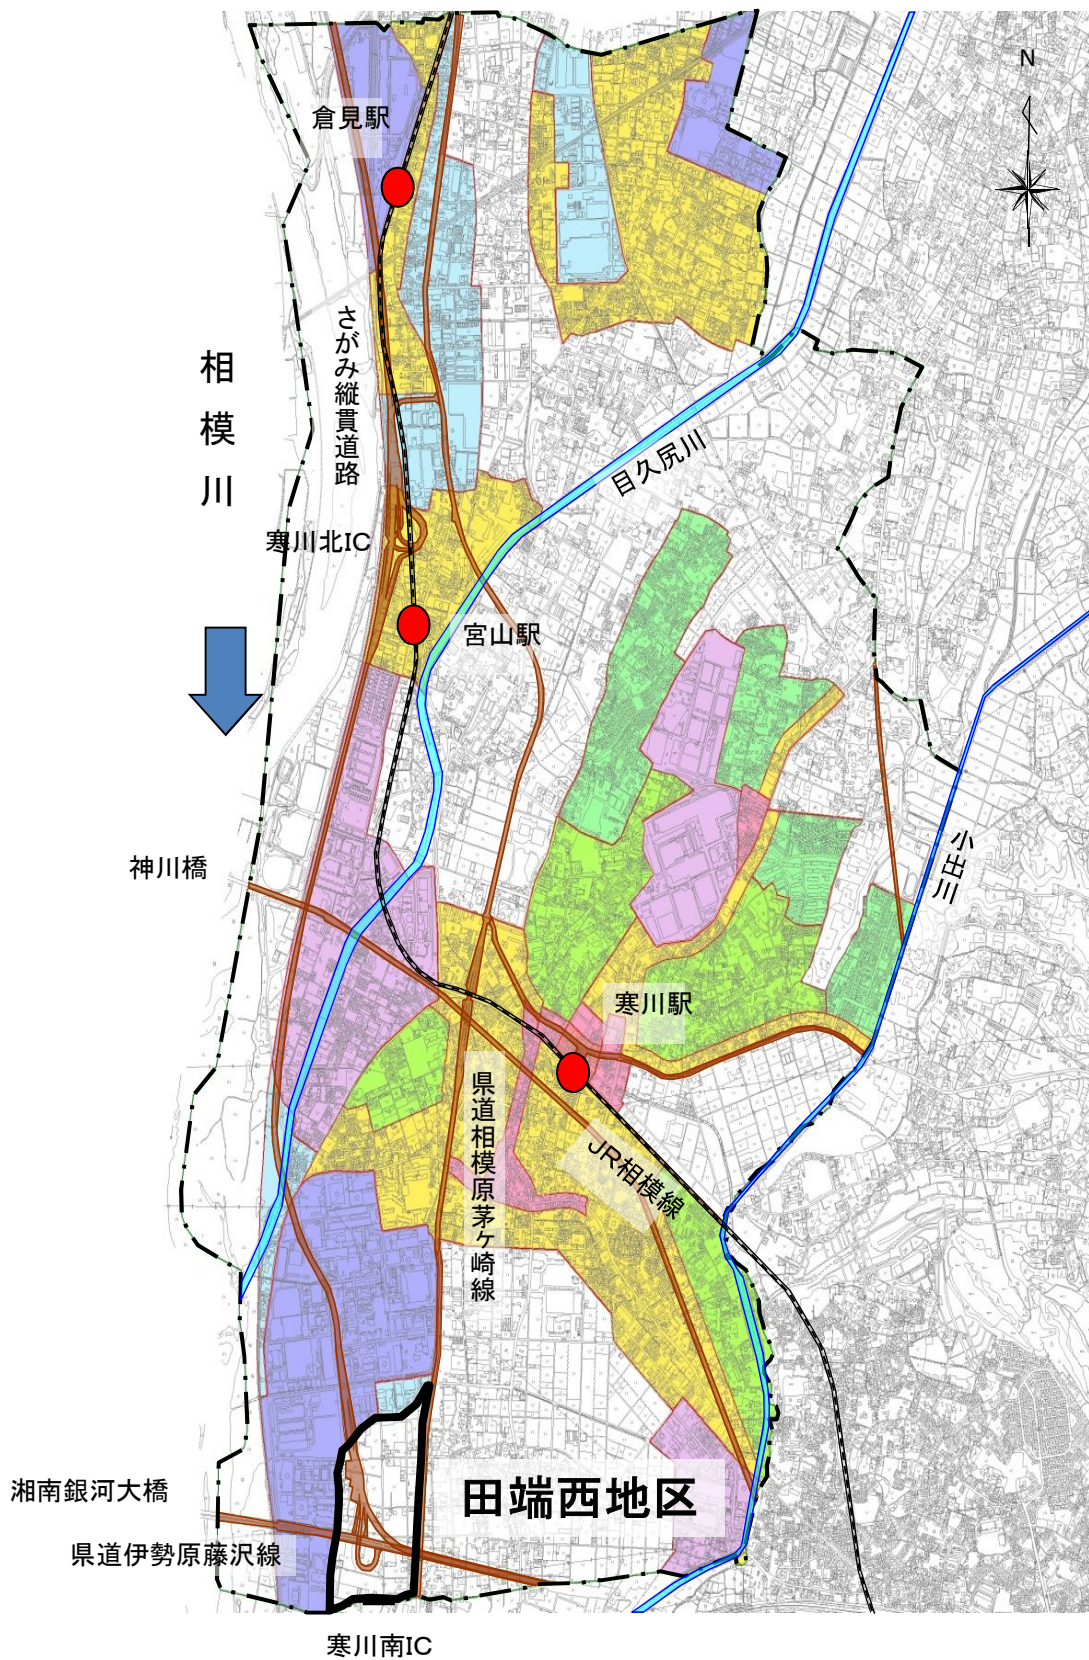 N
倉見駅
さがみ縦貫道路
相模川
目久尻川
寒川北IC
宮山駅
小出川
神川橋
寒川駅
県道相模原茅ヶ崎線
JR相模線
田端西地区
湘南銀河大橋
県道伊勢原藤沢線
寒川南IC